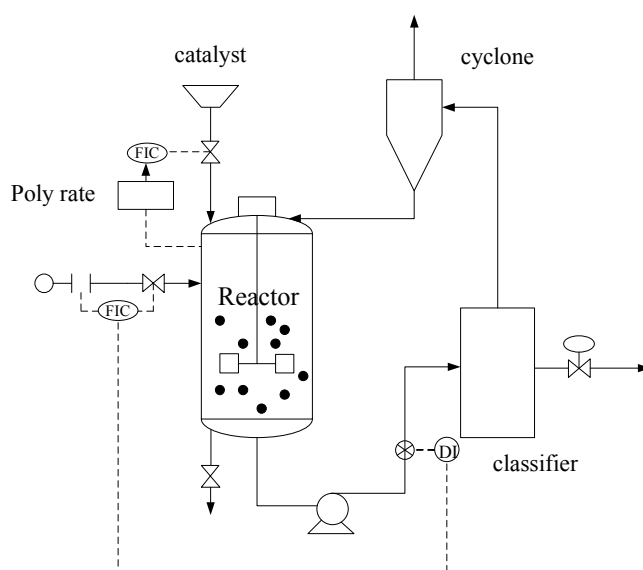 catalyst
cyclone
FIC
Poly rate
Reactor
FIC
DI
classifier